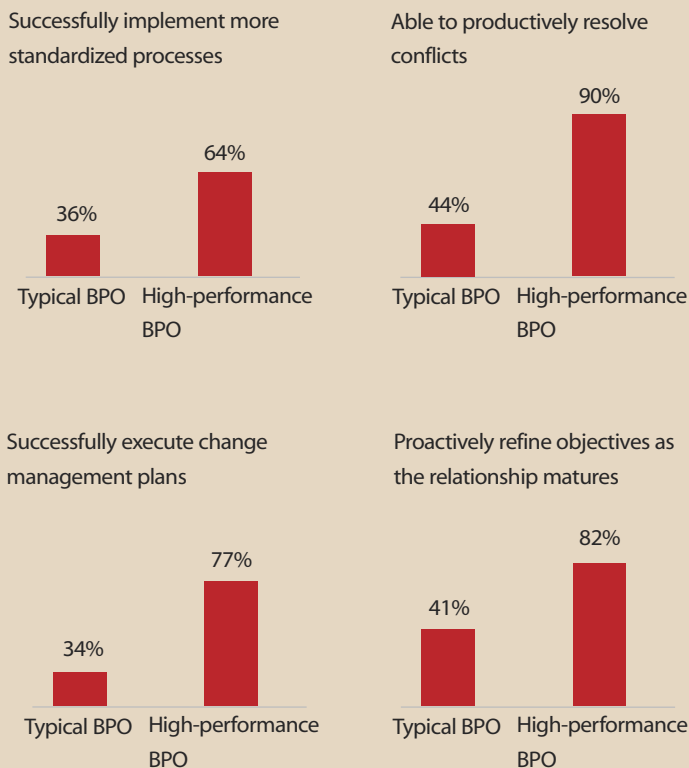 Successfully implement more
standardized processes
64%
36%
Typical BPO
High-performance
BPO
Able to productively resolve
conflicts
90%
44%
Typical BPO
High-performance
BPO
Successfully execute change
management plans
77%
34%
Typical BPO
High-performance
BPO
Proactively refine objectives as
the relationship matures
82%
41%
Typical BPO
High-performance
BPO